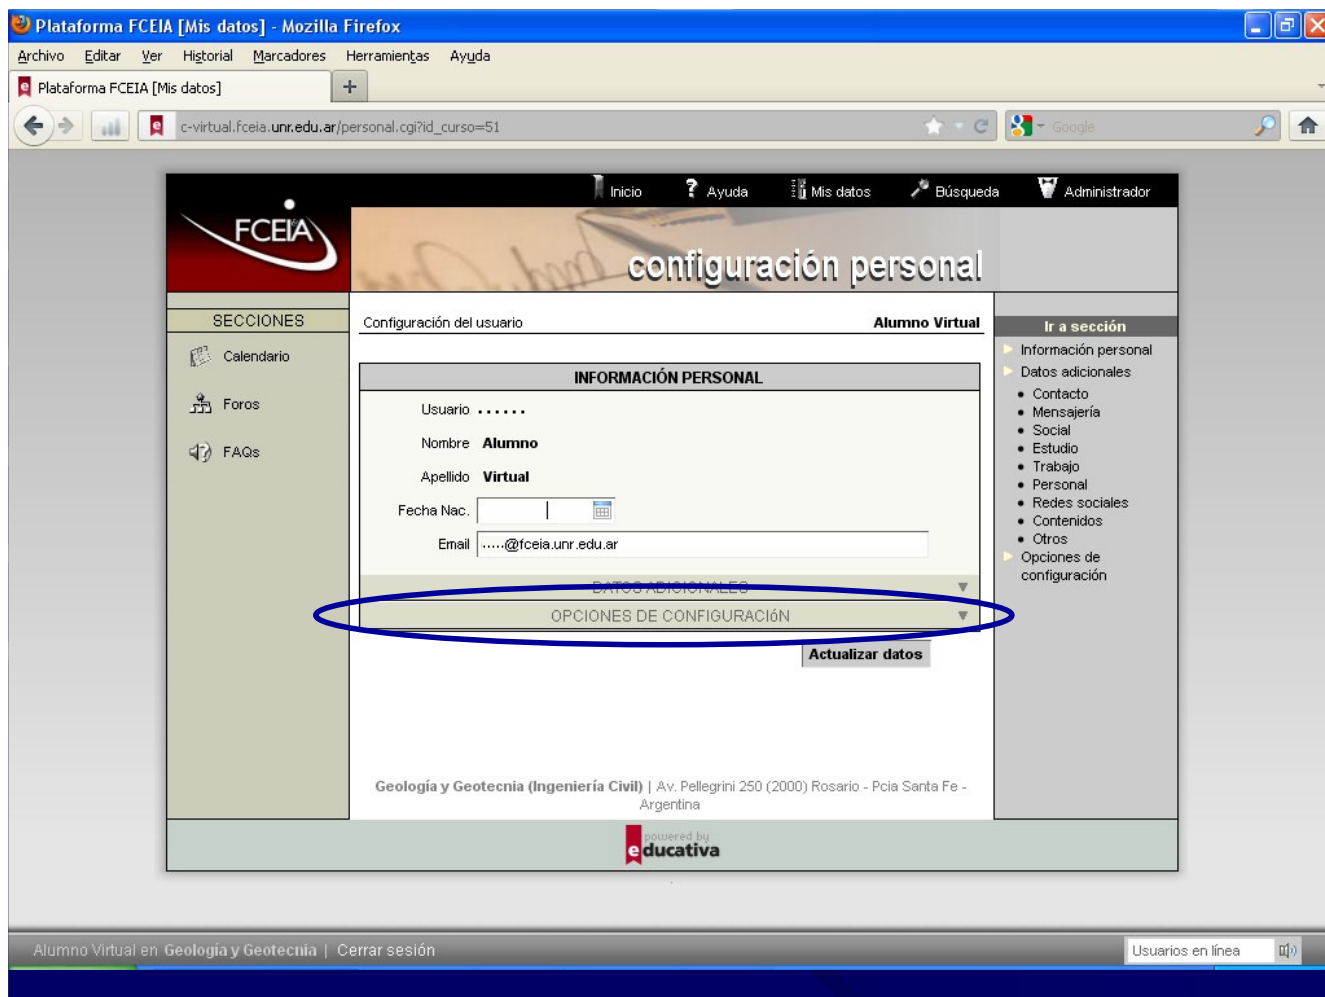 Plataforma FCEIA [Mis datos] - Mozilla Firefox
Archivo Editar Ver Historial Marcadores Herramientas Ayuda
Plataforma FCEIA [Mis datos]
c-virtual.fceia.unr.edu.ar/personal.cgi?id_curso=51
Google
Inicio
Ayuda
Mis datos
Búsqueda
Administrador
FCEIA
configuración personal
SECCIONES
Calendario
Foros
FAQs
Configuración del usuario
Alumno Virtual
INFORMACIÓN PERSONAL
Usuario ......
Nombre Alumno
Apellido Virtual
Fecha Nac.
Email .....@fceia.unr.edu.ar
DATOS ADICIONALES
OPCIONES DE CONFIGURACIóN
Actualizar datos
Ir a sección
Información personal
Datos adicionales
• Contacto
• Mensajería
• Social
• Estudio
• Trabajo
• Personal
• Redes sociales
• Contenidos
• Otros
Opciones de
configuración
Geología y Geotecnia (Ingeniería Civil) | Av. Pellegrini 250 (2000) Rosario - Pcia Santa Fe -
Argentina
powered by
educativa
Alumno Virtual en Geología y Geotecnia | Cerrar sesión
Usuarios en línea